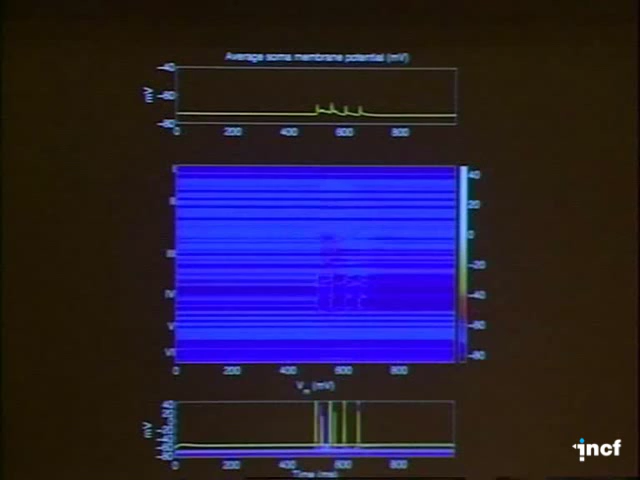 Average soma membrane potential (mV)
-40
-60
-80
mV
0 200 400 600 800
I
II
III
IV
V
VI
40
20
0
-20
-40
-60
-80
0 200 400 600 800
Vm (mV)
mV
0 200 400 600 800
Time (ms)
incf